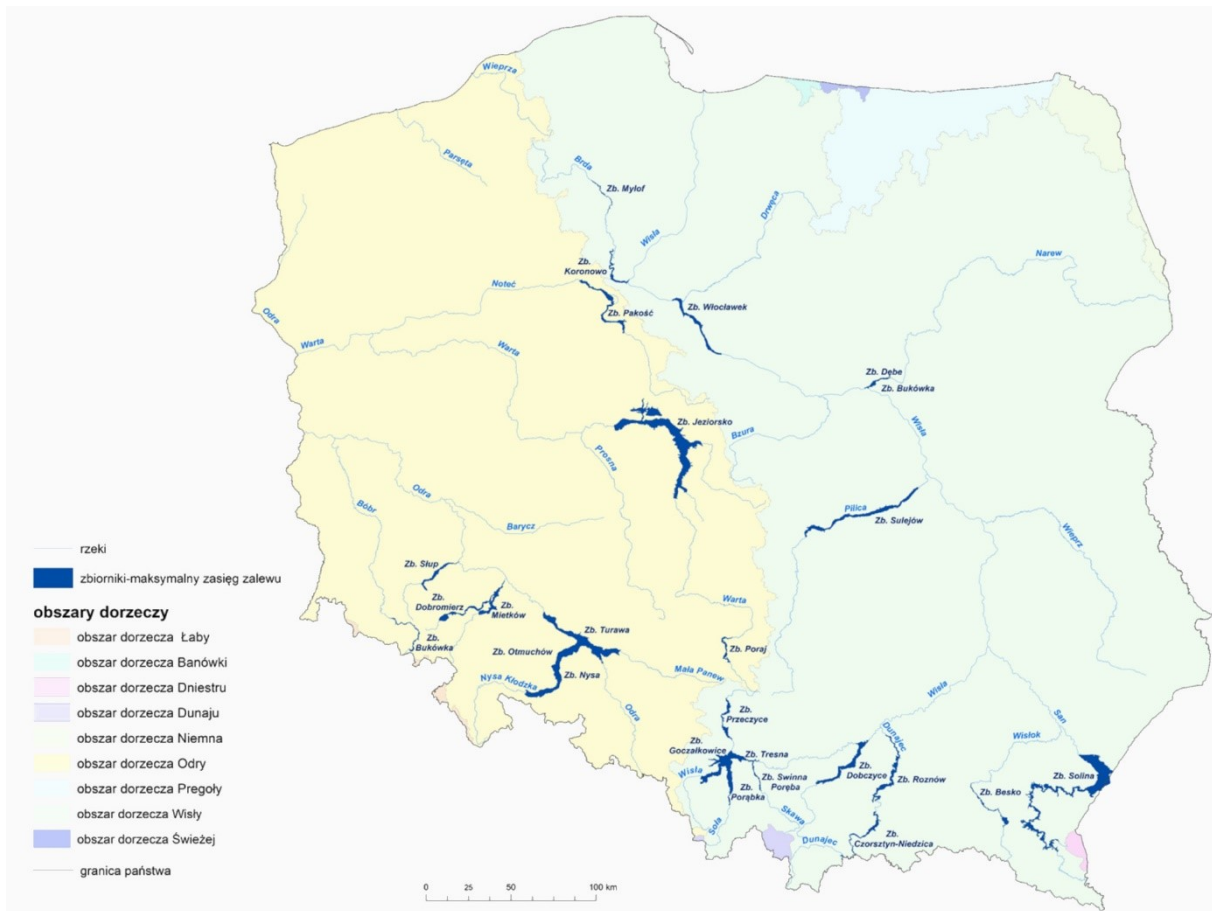 Wieprza
Parsęta
Brda
Zb. Myłof
Drwęca
Wisła
Zb.
Koronowo
Narew
Noteć
Zb. Włocławek
Odra
Zb. Pakość
Warta
Warta
Zb. Dębe
Zb. Bukówka
Zb. Jeziorsko
Bzura
Wisła
Prosna
Odra
Bóbr
Barycz
Pilica
Zb. Sulejów
Wieprz
Zb. Słup
Zb.
Dobromierz
Zb.
Mietków
Warta
Zb.
Bukówka
Zb. Turawa
Zb. Otmuchów
Zb. Poraj
Zb. Nysa
Mała Panew
Nysa Kłodzka
Odra
Wisła
San
Zb.
Przeczyce
Dunajec
Wisłok
Zb.
Goczałkowice
Zb. Tresna
Wisła
Zb. Świnna
Poręba
Zb.
Dobczyce
Zb. Roznów
Zb. Solina
Zb.
Porąbka
Zb. Besko
Skawa
Soła
Dunajec
Zb.
Czorsztyn-Niedzica
rzeki
zbiorniki-maksymalny zasięg zalewu
obszary dorzeczy
obszar dorzecza Łaby
obszar dorzecza Banówki
obszar dorzecza Dniestru
obszar dorzecza Dunaju
obszar dorzecza Niemna
obszar dorzecza Odry
obszar dorzecza Pregoły
obszar dorzecza Wisły
obszar dorzecza Świeżej
granica państwa
0 25 50 100 km